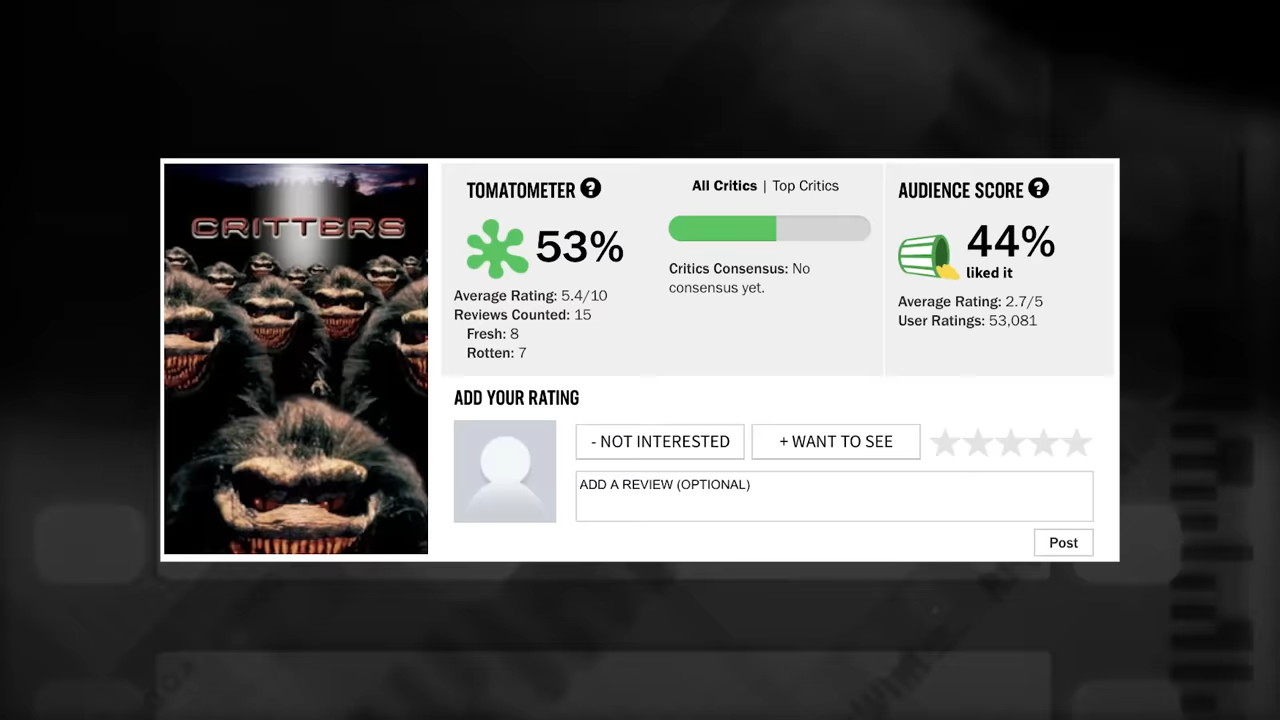 CRITTERS
TOMATOMETER ?
53%
Average Rating: 5.4/10
Reviews Counted: 15
Fresh: 8
Rotten: 7
All Critics | Top Critics
Critics Consensus: No
consensus yet.
AUDIENCE SCORE ?
44%
liked it
Average Rating: 2.7/5
User Ratings: 53,081
ADD YOUR RATING
- NOT INTERESTED
+ WANT TO SEE
ADD A REVIEW (OPTIONAL)
Post